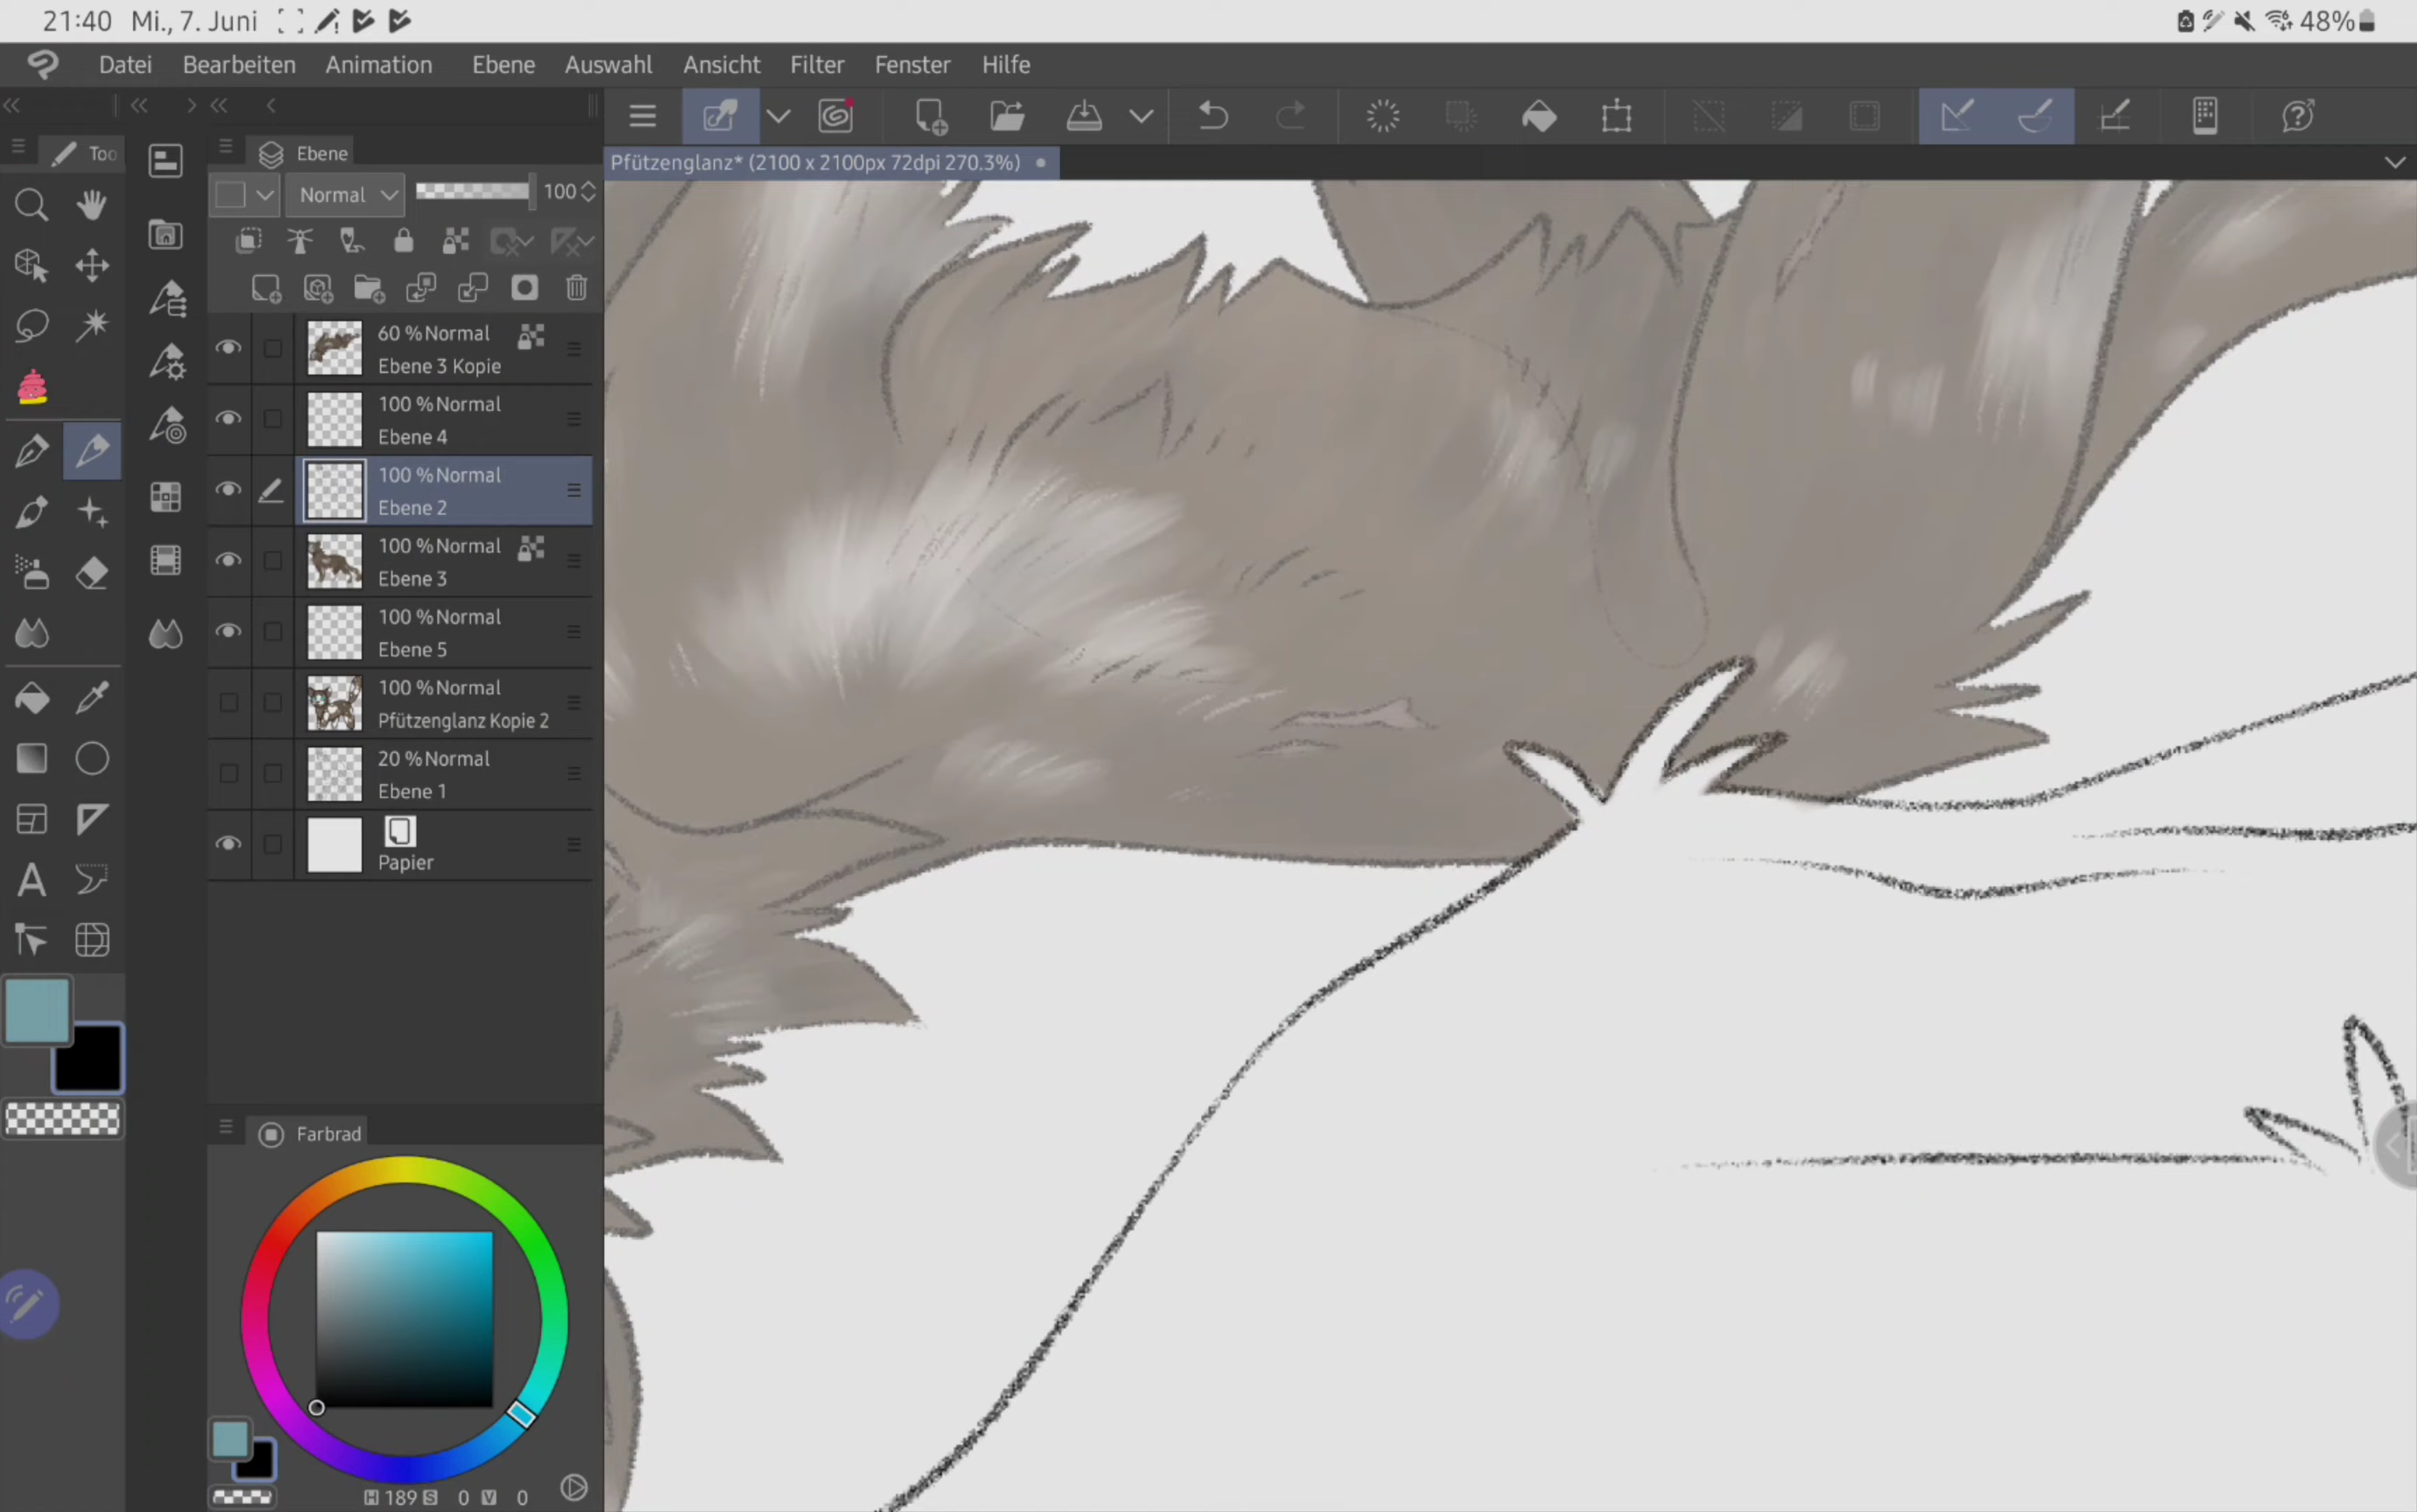 21:40 Mi., 7. Juni
48%
Datei Bearbeiten Animation Ebene Auswahl Ansicht Filter Fenster Hilfe
Too
Ebene
Pfützenglanz* (2100 x 2100px 72dpi 270.3%)
Normal 100
60 %Normal
Ebene 3 Kopie
100 %Normal
Ebene 4
100 %Normal
Ebene 2
100 %Normal
Ebene 3
100 %Normal
Ebene 5
100 %Normal
Pfützenglanz Kopie 2
20 %Normal
Ebene 1
Papier
Farbrad
H 189 S 0 V 0